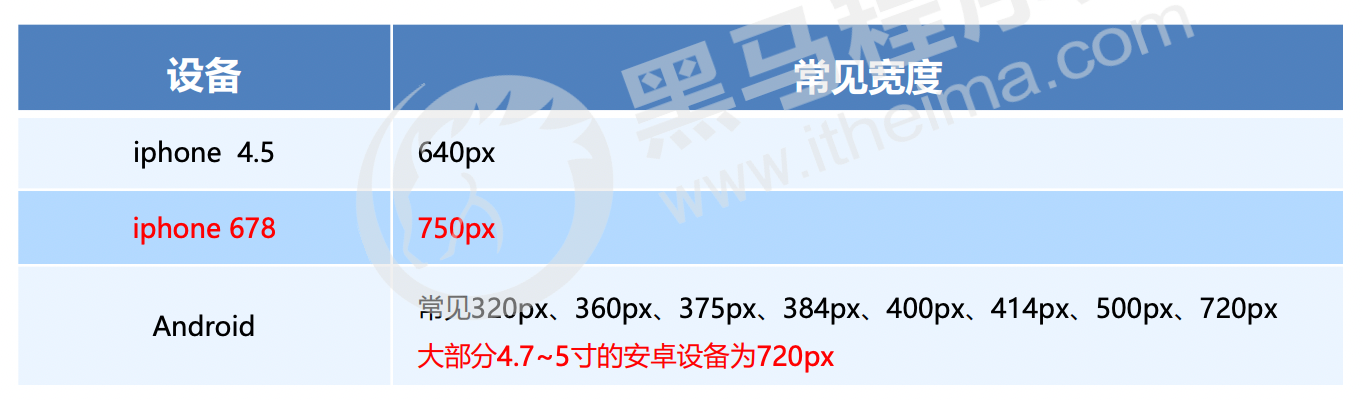 设备 常见宽度
iphone 4.5 640px
iphone 678 750px
Android
常见320px、360px、375px、384px、400px、414px、500px、720px
大部分4.7~5寸的安卓设备为720px
黑马程序
www.itheima.com